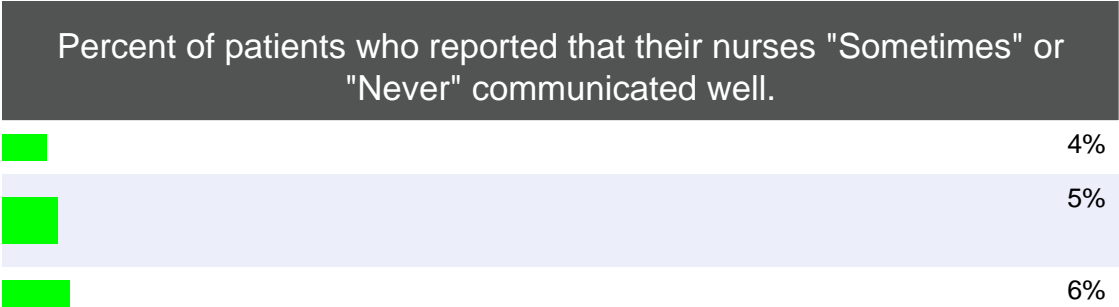 Percent of patients who reported that their nurses "Sometimes" or
"Never" communicated well.
4%
5%
6%